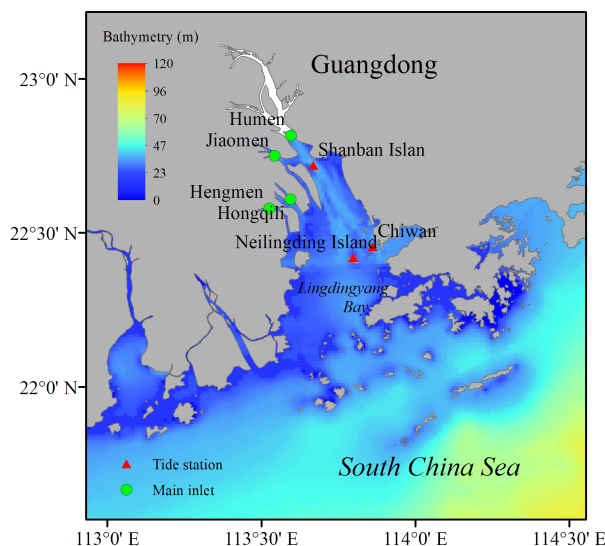 Bathymetry (m)
120
93
70
47
23
0
Guangdong
Humen
Jiaomen
Shanban Islan
Hengmen
Hongqili
Chiwan
Neilingding Island
Lingdingyang
Bay
South China Sea
Tide station
Main inlet
23°0' N
22°30' N
22°0' N
113°0' E
113°30' E
114°0' E
114°30' E